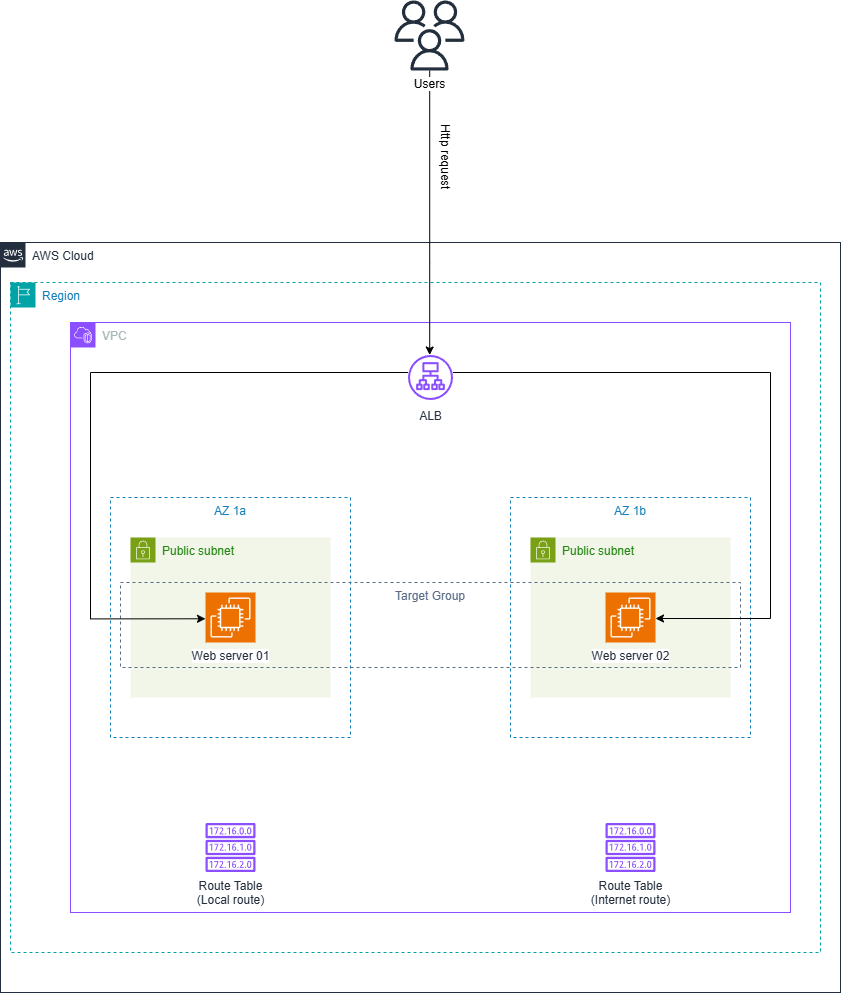 Users
Http request
aws
AWS Cloud
Region
VPC
ALB
AZ 1a
AZ 1b
Public subnet
Public subnet
Target Group
Web server 01
Web server 02
172.16.0.0
172.16.1.0
172.16.2.0
Route Table
(Local route)
172.16.0.0
172.16.1.0
172.16.2.0
Route Table
(Internet route)